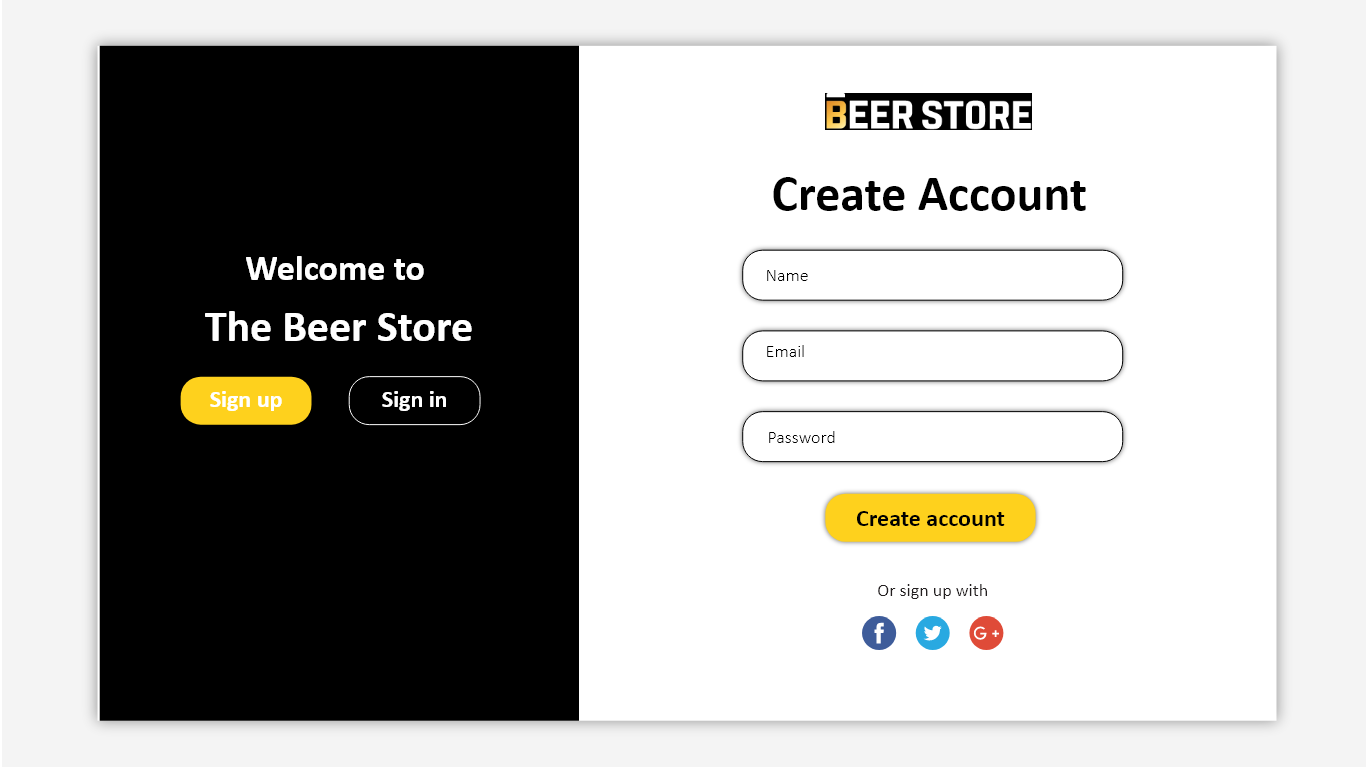 Welcome to
The Beer Store
Sign up
Sign in
BEER STORE
Create Account
Name
Email
Password
Create account
Or sign up with
f
G+